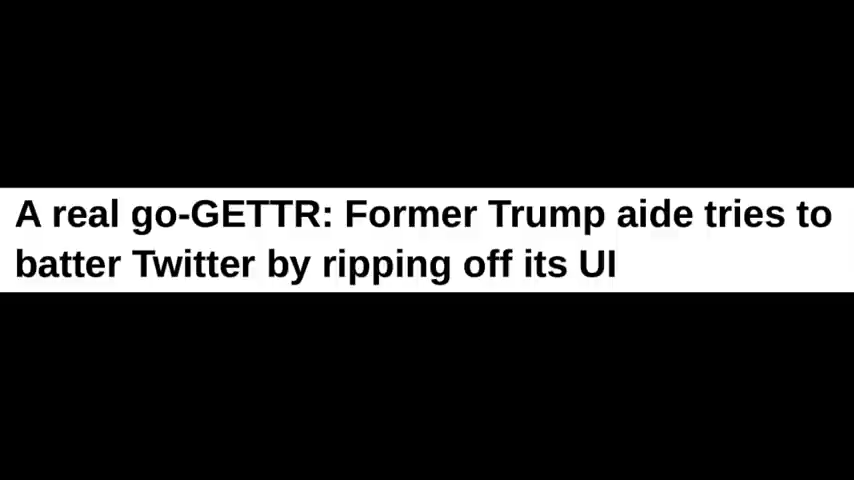 A real go-GETTR: Former Trump aide tries to
batter Twitter by ripping off its UI